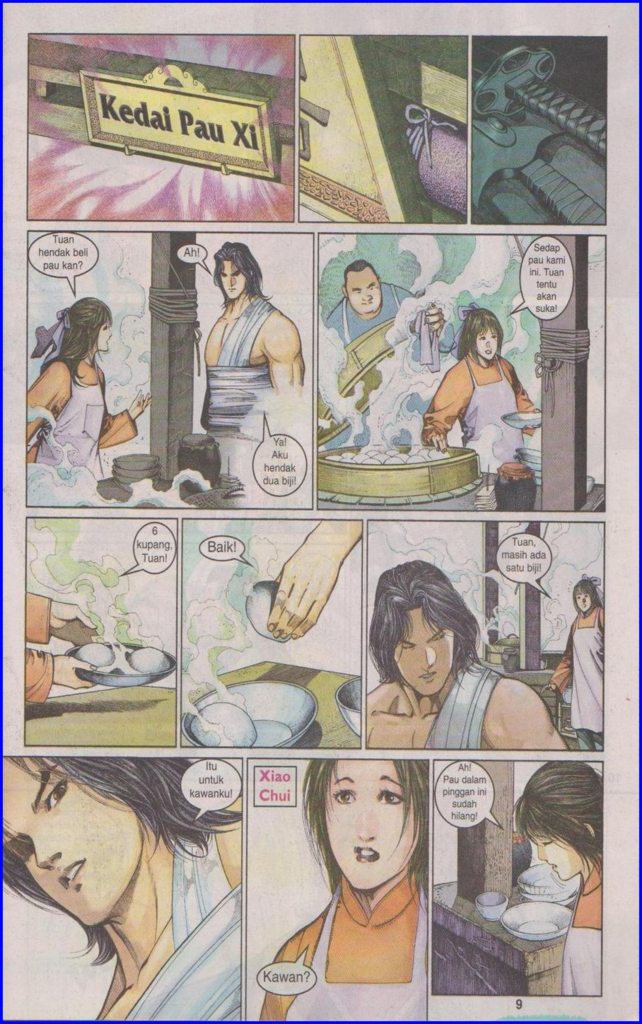 Kedai Pau Xi
Tuan
hendak beli
pau kan?
Ah!
Ya!
Aku
hendak
dua biji!
Sedap
pau kami
ini. Tuan
tentu
akan
suka!
6
kupang,
Tuan!
Baik!
Tuan,
masih ada
satu biji!
Itu
untuk
kawanku!
Xiao
Chui
Kawan?
Ah!
Pau dalam
pinggan ini
sudah
hilang!
9